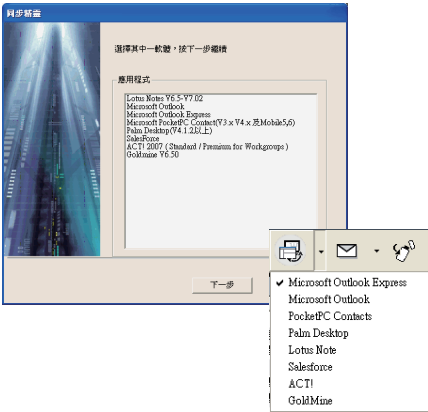 同步精靈
選擇其中一軟體,按下一步繼續
應用程式
Lotus Notes V6.5-V7.02
Microsoft Outlook
Microsoft Outlook Express
Microsoft PocketPC Contact(V3.x V4.x 及Mobile5,6)
Palm Desktop(V4.1.2以上)
SalesForce
ACT! 2007 ( Standard / Premium for Workgroups )
Goldmine V6.50
下一步
Microsoft Outlook Express
Microsoft Outlook
PocketPC Contacts
Palm Desktop
Lotus Note
Salesforce
ACT!
GoldMine